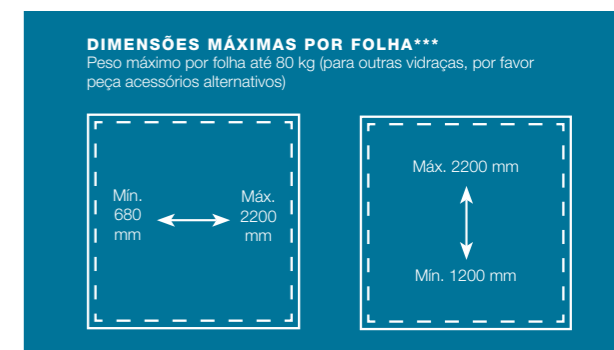 DIMENSÕES MÁXIMAS POR FOLHA***
Peso máximo por folha até 80 kg (para outras vidraças, por favor
peça acessórios alternativos)
Mín.
680
mm
Máx.
2200
mm
Máx. 2200 mm
Mín. 1200 mm